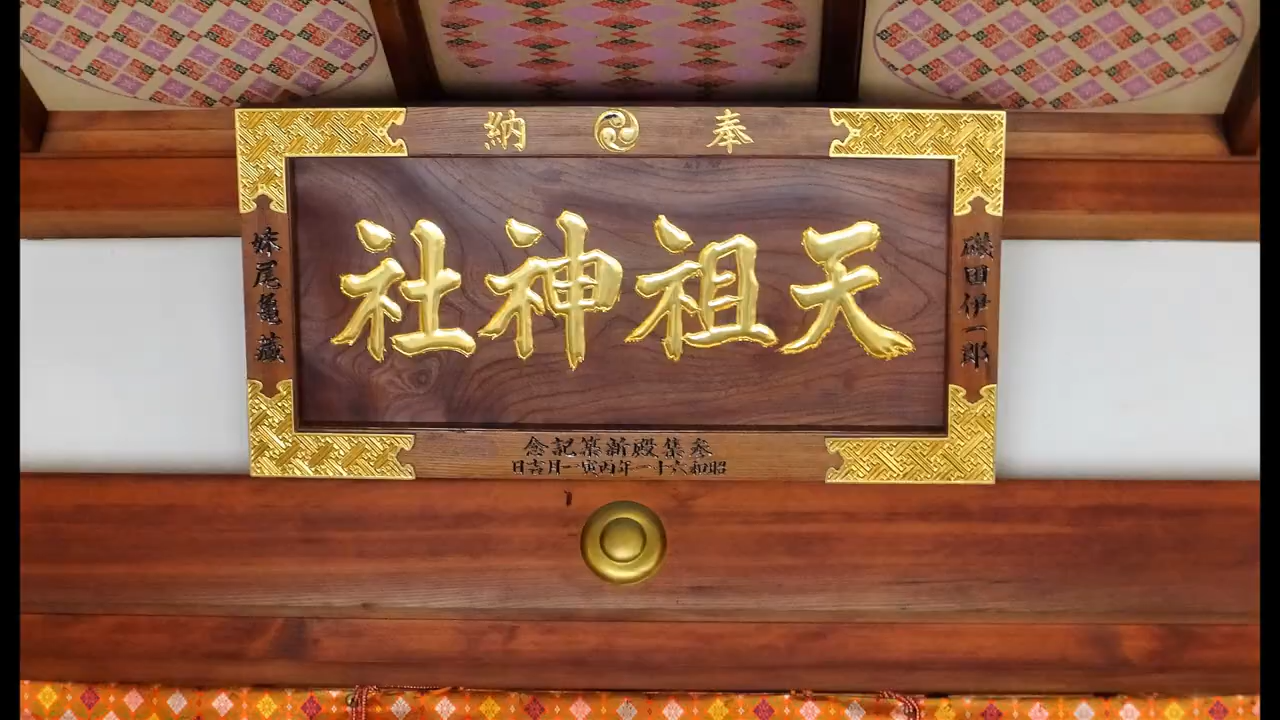 奉納
天祖神社
磯田伊一郎
妹尾亀蔵
参集殿新築記念
昭和六十一年丙寅一月吉日